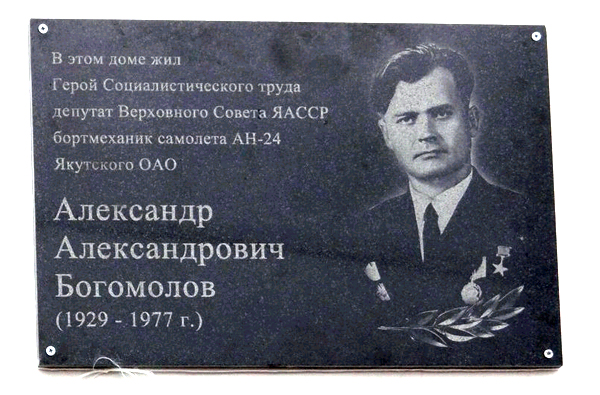 В этом доме жил
Герой Социалистического труда
депутат Верховного Совета ЯАССР
бортмеханик самолета АН-24
Якутского ОАО
Александр
Александрович
Богомолов
(1929 - 1977 г.)